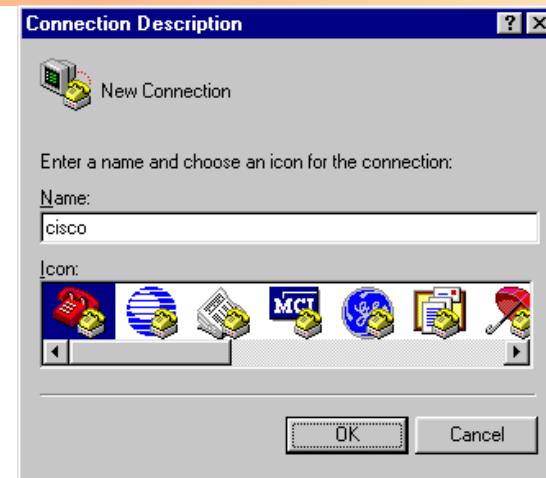 Connection Description
New Connection
Enter a name and choose an icon for the connection:
Name:
cisco
Icon:
MCI
OK Cancel